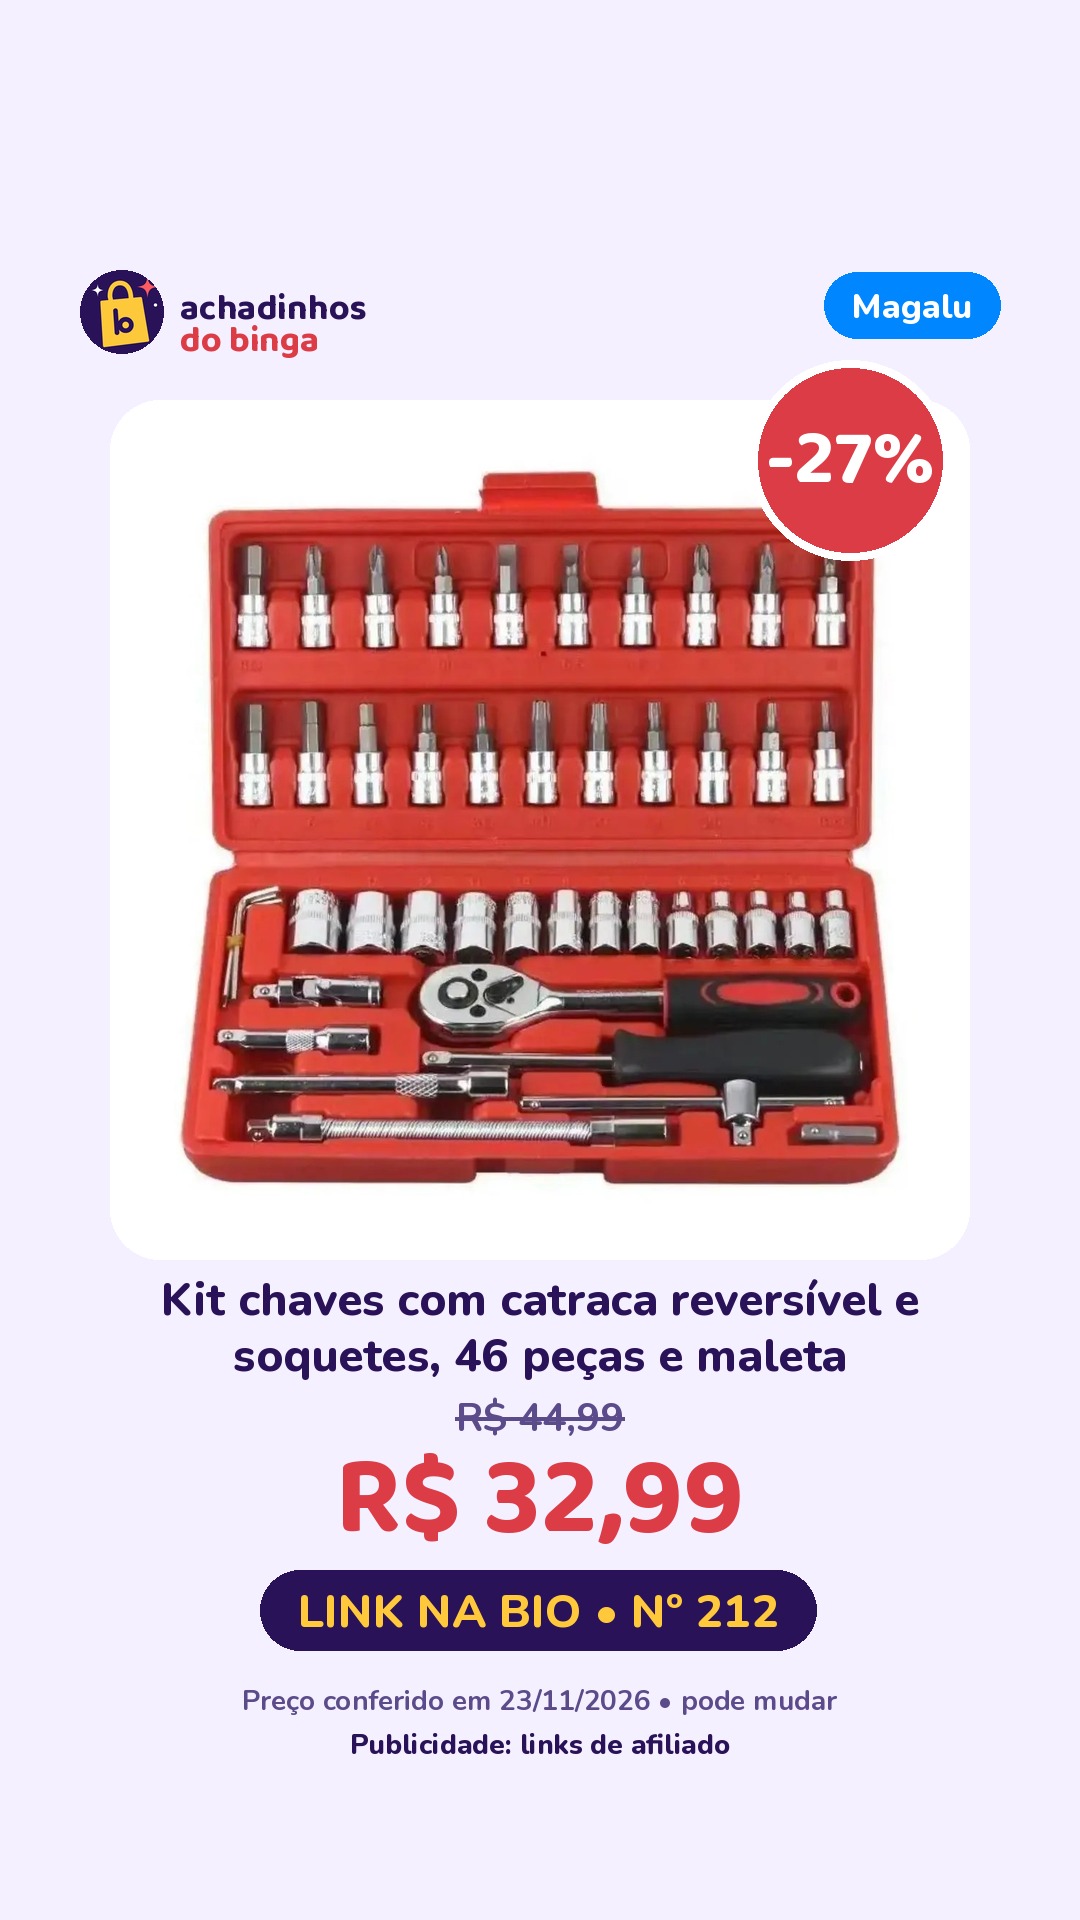 achadinhos
do binga
b
Magalu
-27%
Kit chaves com catraca reversível e
soquetes, 46 peças e maleta
R$ 44,99
R$ 32,99
LINK NA BIO • Nº 212
Preço conferido em 23/11/2026 • pode mudar
Publicidade: links de afiliado